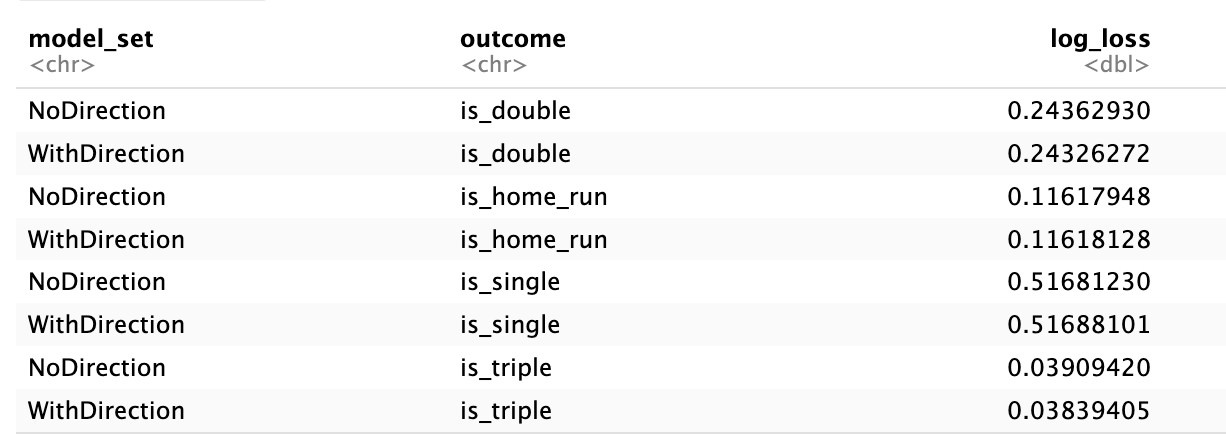 model_set outcome log_loss
<chr> <chr> <dbl>
NoDirection is_double 0.24362930
WithDirection is_double 0.24326272
NoDirection is_home_run 0.11617948
WithDirection is_home_run 0.11618128
NoDirection is_single 0.51681230
WithDirection is_single 0.51688101
NoDirection is_triple 0.03909420
WithDirection is_triple 0.03839405